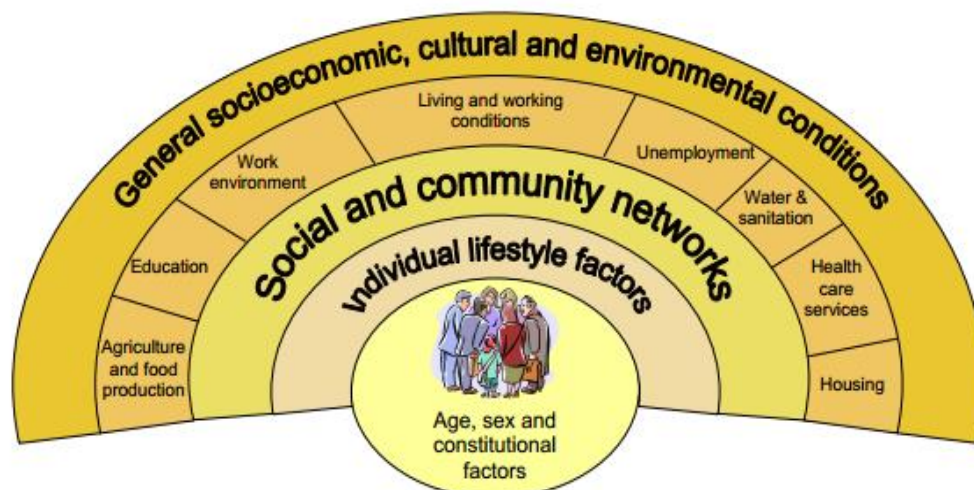 General socioeconomic, cultural and environmental conditions
Living and working
conditions
Work
environment
Unemployment
Education
Water &
sanitation
Agriculture
and food
production
Health
care
services
Housing
Social and community networks
Individual lifestyle factors
Age, sex and
constitutional
factors